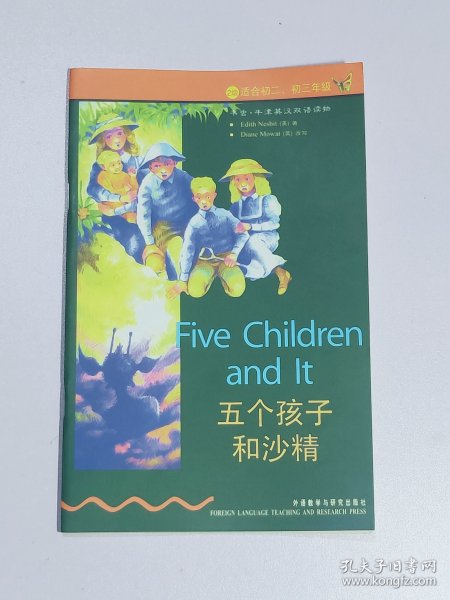 2级 适合初二、初三年级
书虫·牛津英汉双语读物
■ Edith Nesbit (英) 著
■ Diane Mowat (英) 改写
Five Children
and It
五个孩子
和沙精
外语教学与研究出版社
FOREIGN LANGUAGE TEACHING AND RESEARCH PRESS
孔夫子旧书网
www.kongfz.com